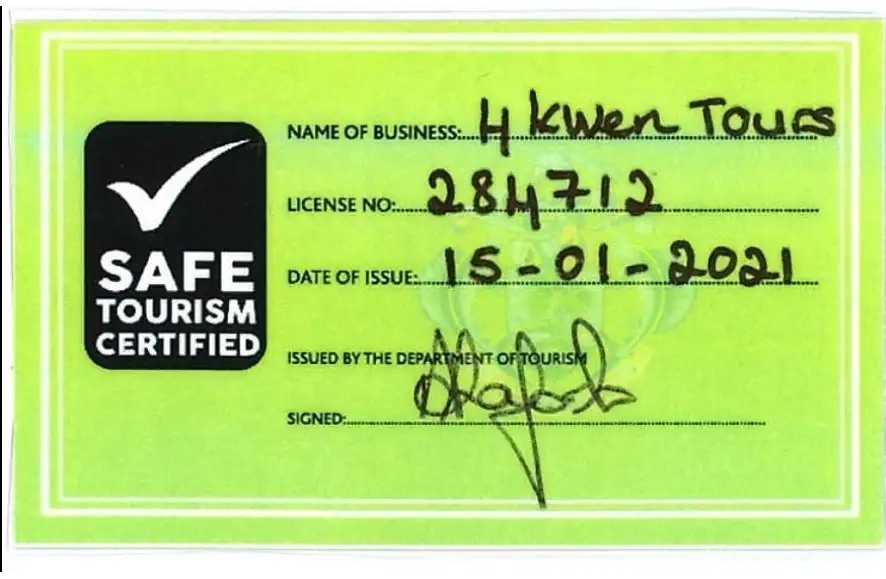 SAFE
TOURISM
CERTIFIED
NAME OF BUSINESS: 4 Kwen Tours
LICENSE NO: 284712
DATE OF ISSUE: 15-01-2021
ISSUED BY THE DEPARTMENT OF TOURISM
SIGNED: